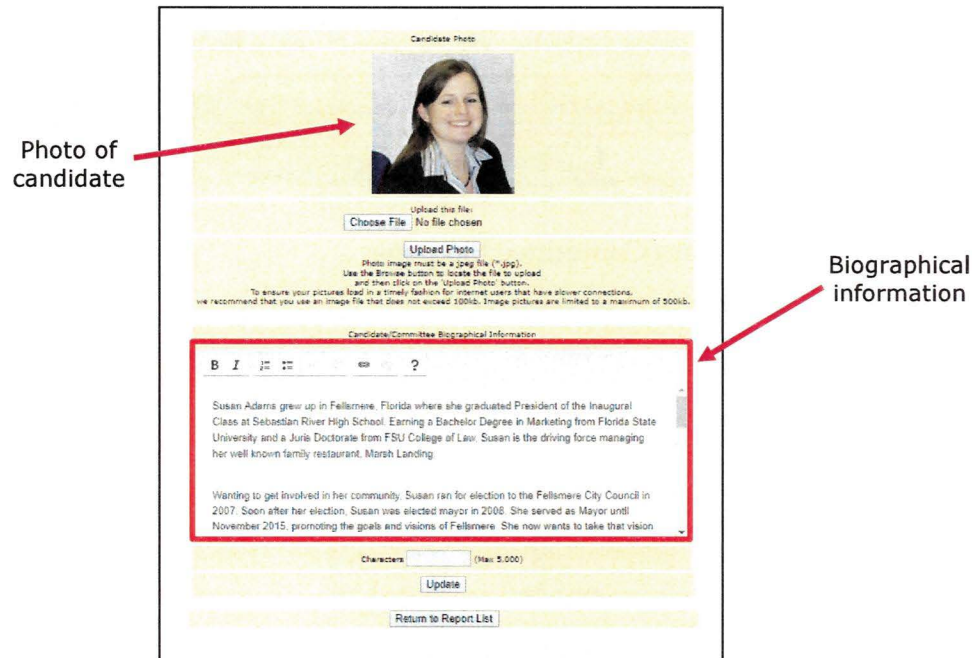 Candidate Photo
Photo of
candidate
Upload this file:
Choose File No file chosen
Upload Photo
Photo image must be a jpeg file (*.jpg).
Use the Browse button to locate the file to upload
and then click on the 'Upload Photo' button.
To ensure your pictures load in a timely fashion for internet users that have slower connections,
we recommend that you use an image file that does not exceed 100kb. Image pictures are limited to a maximum of 500kb.
Biographical
information
Candidate/Committee Biographical Information
B I ?
Susan Adams grew up in Fellsmere, Florida where she graduated President of the Inaugural
Class at Sebastian River High School. Earning a Bachelor Degree in Marketing from Florida State
University and a Juris Doctorate from FSU College of Law, Susan is the driving force managing
her well known family restaurant, Marsh Landing.
Wanting to get involved in her community, Susan ran for election to the Fellsmere City Council in
2007. Soon after her election, Susan was elected mayor in 2008. She served as Mayor until
November 2015, promoting the goals and visions of Fellsmere. She now wants to take that vision
Characters (Max 5,000)
Update
Return to Report List